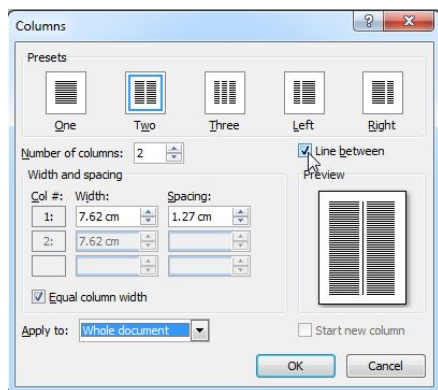 Columns
Presets
One Two Three Left Right
Number of columns: 2
Line between
Width and spacing
Preview
Col #: Width: Spacing:
1: 7.62 cm 1.27 cm
2: 7.62 cm
Equal column width
Apply to: Whole document
Start new column
OK Cancel